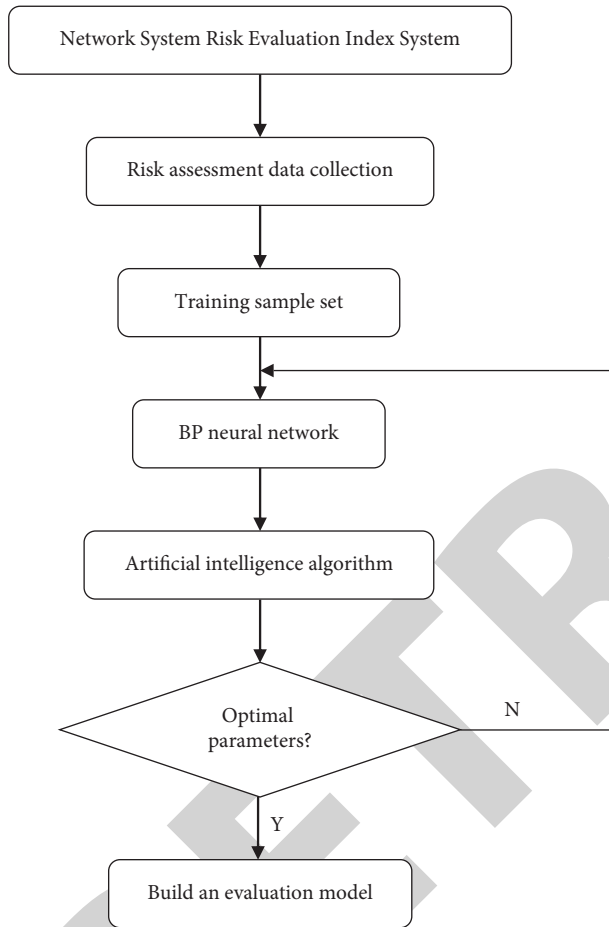 Network System Risk Evaluation Index System
Risk assessment data collection
Training sample set
BP neural network
Artificial intelligence algorithm
Optimal
parameters?
N
Y
Build an evaluation model